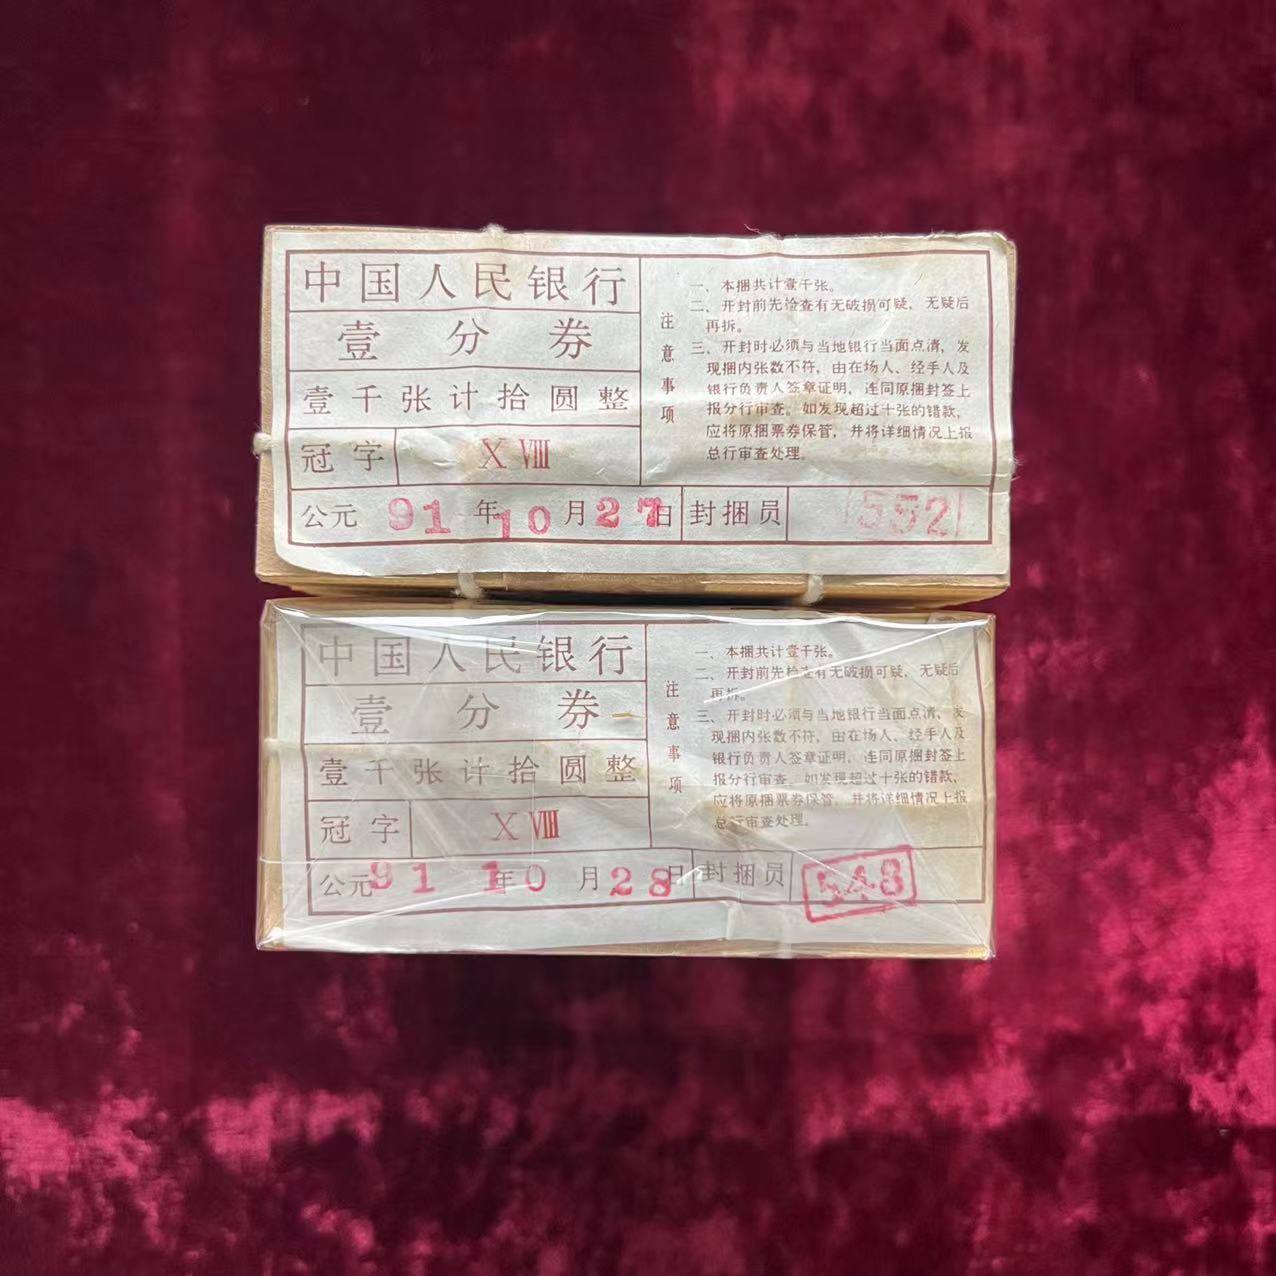 中国人民银行
壹分券
壹千张计拾圆整
冠字 X VIII
公元 91 年 10 月 27 日 封捆员 552
注意事项
一、本捆共计壹千张。
二、开封前先检查有无破损可疑，无疑后
再拆。
三、开封时必须与当地银行当面点清，发
现捆内张数不符，由在场人、经手人及
银行负责人签章证明，连同原捆封签上
报分行审查。如发现超过十张的错款，
应将原捆票券保管，并将详细情况上报
总行审查处理。
中国人民银行
壹分券
壹千张计拾圆整
冠字 X VIII
公元 91 年 10 月 28 日 封捆员 548
注意事项
一、本捆共计壹千张。
二、开封前先检查有无破损可疑，无疑后
再拆。
三、开封时必须与当地银行当面点清，发
现捆内张数不符，由在场人、经手人及
银行负责人签章证明，连同原捆封签上
报分行审查。如发现超过十张的错款，
应将原捆票券保管，并将详细情况上报
总行审查处理。